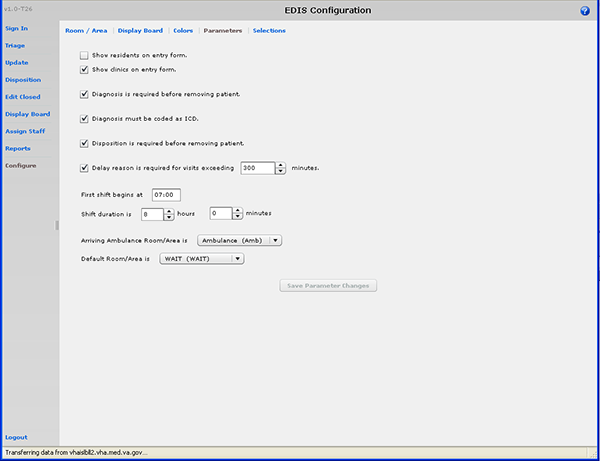 v1.0-T26
EDIS Configuration
?
Sign In
Triage
Update
Disposition
Edit Closed
Display Board
Assign Staff
Reports
Configure
Logout
Room / Area | Display Board | Colors | Parameters | Selections
Show residents on entry form.
Show clinics on entry form.
Diagnosis is required before removing patient.
Diagnosis must be coded as ICD.
Disposition is required before removing patient.
Delay reason is required for visits exceeding 300 minutes.
First shift begins at 07:00
Shift duration is 8 hours 0 minutes
Arriving Ambulance Room/Area is Ambulance (Amb)
Default Room/Area is WAIT (WAIT)
Save Parameter Changes
Transferring data from vhaislbll2.vha.med.va.gov...